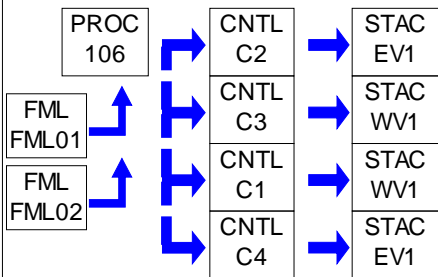 PROC
106
CNTL
C2
STAC
EV1
FML
FML01
CNTL
C3
STAC
WV1
FML
FML02
CNTL
C1
STAC
WV1
CNTL
C4
STAC
EV1